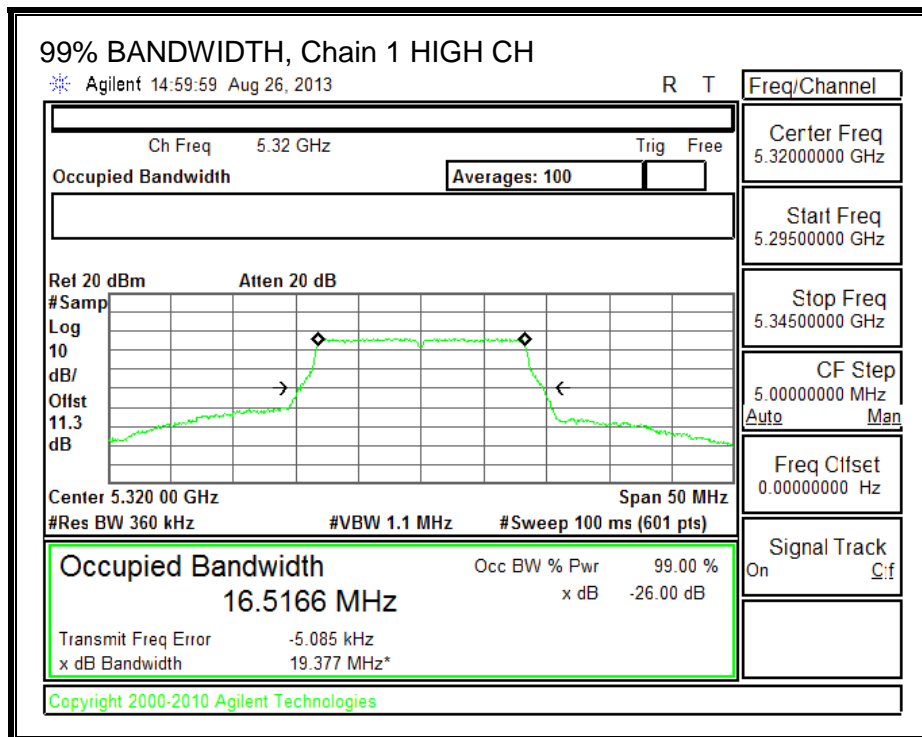 99% BANDWIDTH, Chain 1 HIGH CH
Agilent 14:59:59 Aug 26, 2013 R T
Freq/Channel
Ch Freq 5.32 GHz Trig Free
Occupied Bandwidth Averages: 100
Center Freq
5.32000000 GHz
Start Freq
5.29500000 GHz
Stop Freq
5.34500000 GHz
CF Step
5.00000000 MHz
Auto Man
Freq Offset
0.00000000 Hz
Signal Track
On Off
Ref 20 dBm Atten 20 dB
#Samp
Log
10
dB/
Offst
11.3
dB
Center 5.320 00 GHz Span 50 MHz
#Res BW 360 kHz #VBW 1.1 MHz #Sweep 100 ms (601 pts)
Occupied Bandwidth Occ BW % Pwr 99.00 %
16.5166 MHz x dB -26.00 dB
Transmit Freq Error -5.085 kHz
x dB Bandwidth 19.377 MHz*
Copyright 2000-2010 Agilent Technologies